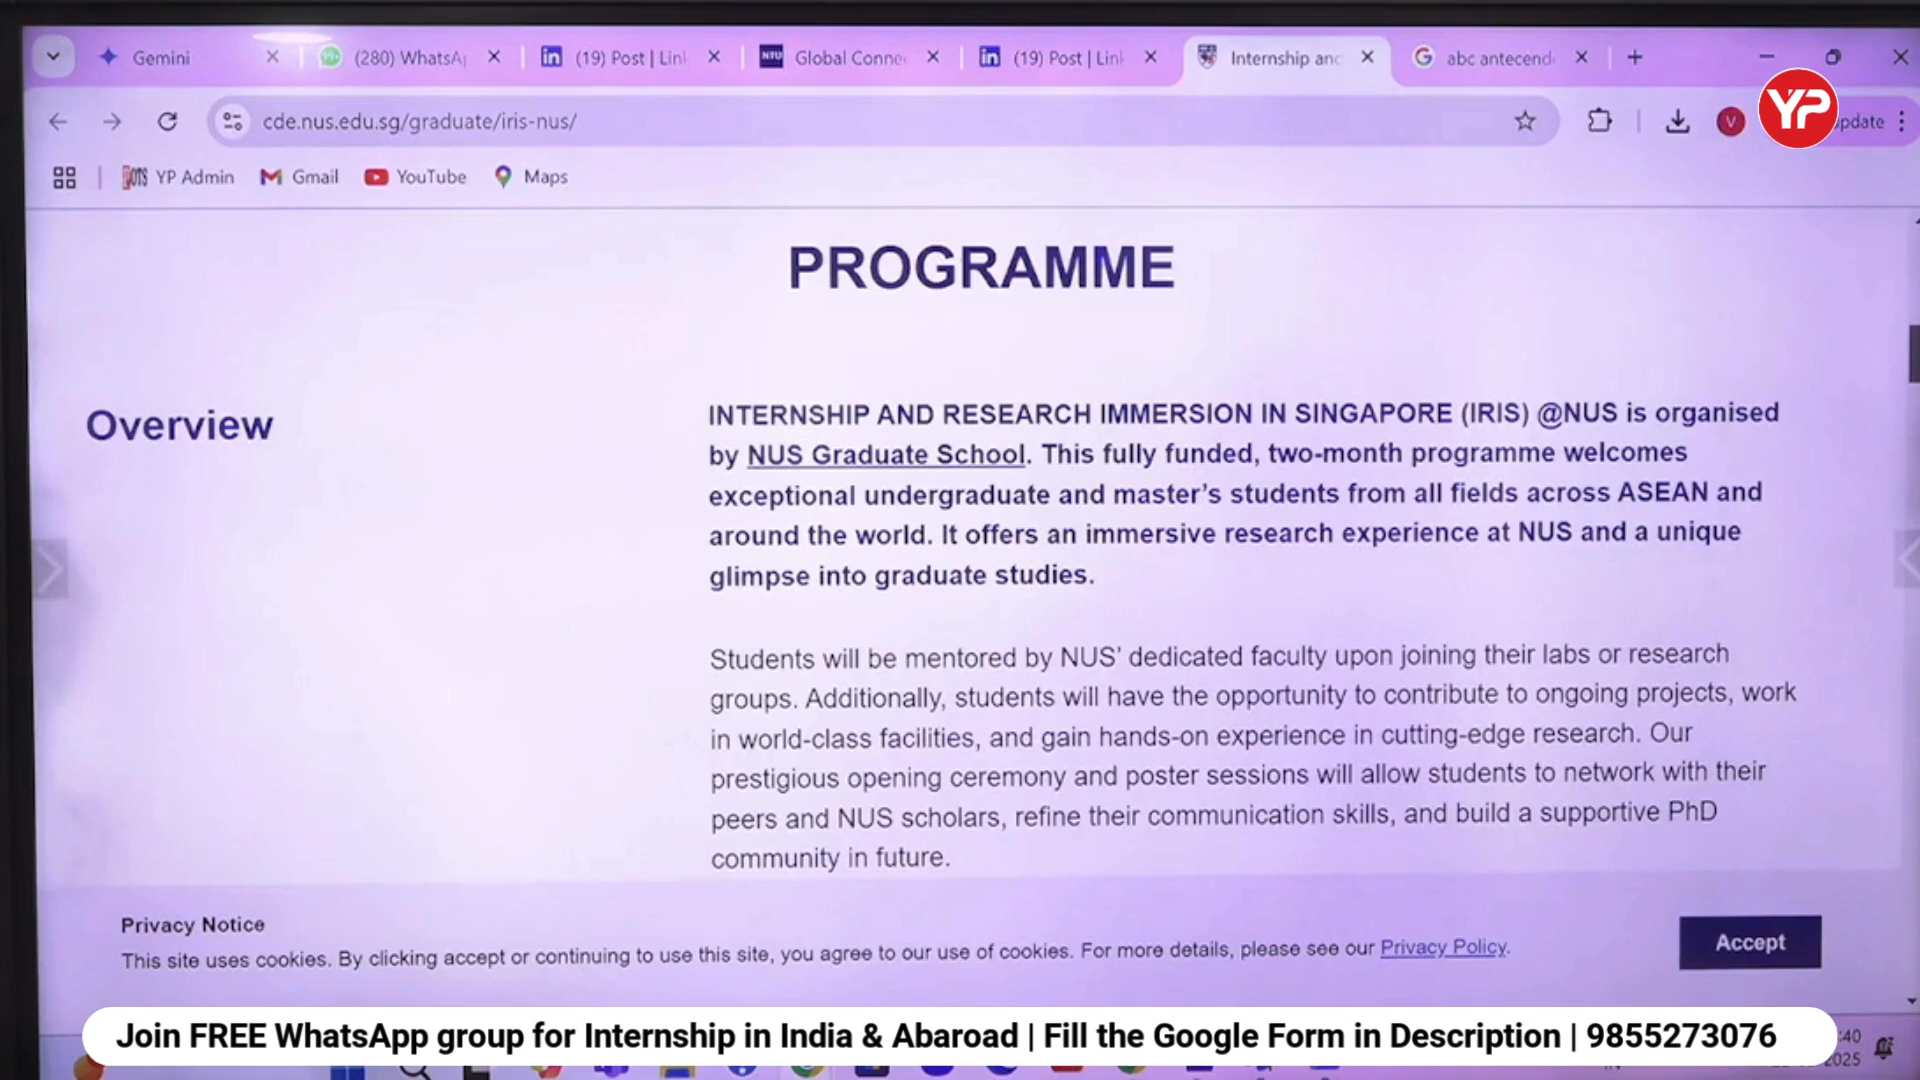 Gemini
(280) WhatsA
(19) Post | Lin
NTU
Global Conne
(19) Post | Lin
Internship and
abc antecend
cde.nus.edu.sg/graduate/iris-nus/
V
YP
update
YP Admin
Gmail
YouTube
Maps
PROGRAMME
Overview
INTERNSHIP AND RESEARCH IMMERSION IN SINGAPORE (IRIS) @NUS is organised
by NUS Graduate School. This fully funded, two-month programme welcomes
exceptional undergraduate and master's students from all fields across ASEAN and
around the world. It offers an immersive research experience at NUS and a unique
glimpse into graduate studies.
Students will be mentored by NUS' dedicated faculty upon joining their labs or research
groups. Additionally, students will have the opportunity to contribute to ongoing projects, work
in world-class facilities, and gain hands-on experience in cutting-edge research. Our
prestigious opening ceremony and poster sessions will allow students to network with their
peers and NUS scholars, refine their communication skills, and build a supportive PhD
community in future.
Privacy Notice
This site uses cookies. By clicking accept or continuing to use this site, you agree to our use of cookies. For more details, please see our Privacy Policy.
Accept
Join FREE WhatsApp group for Internship in India & Abaroad | Fill the Google Form in Description | 9855273076
:40
2025